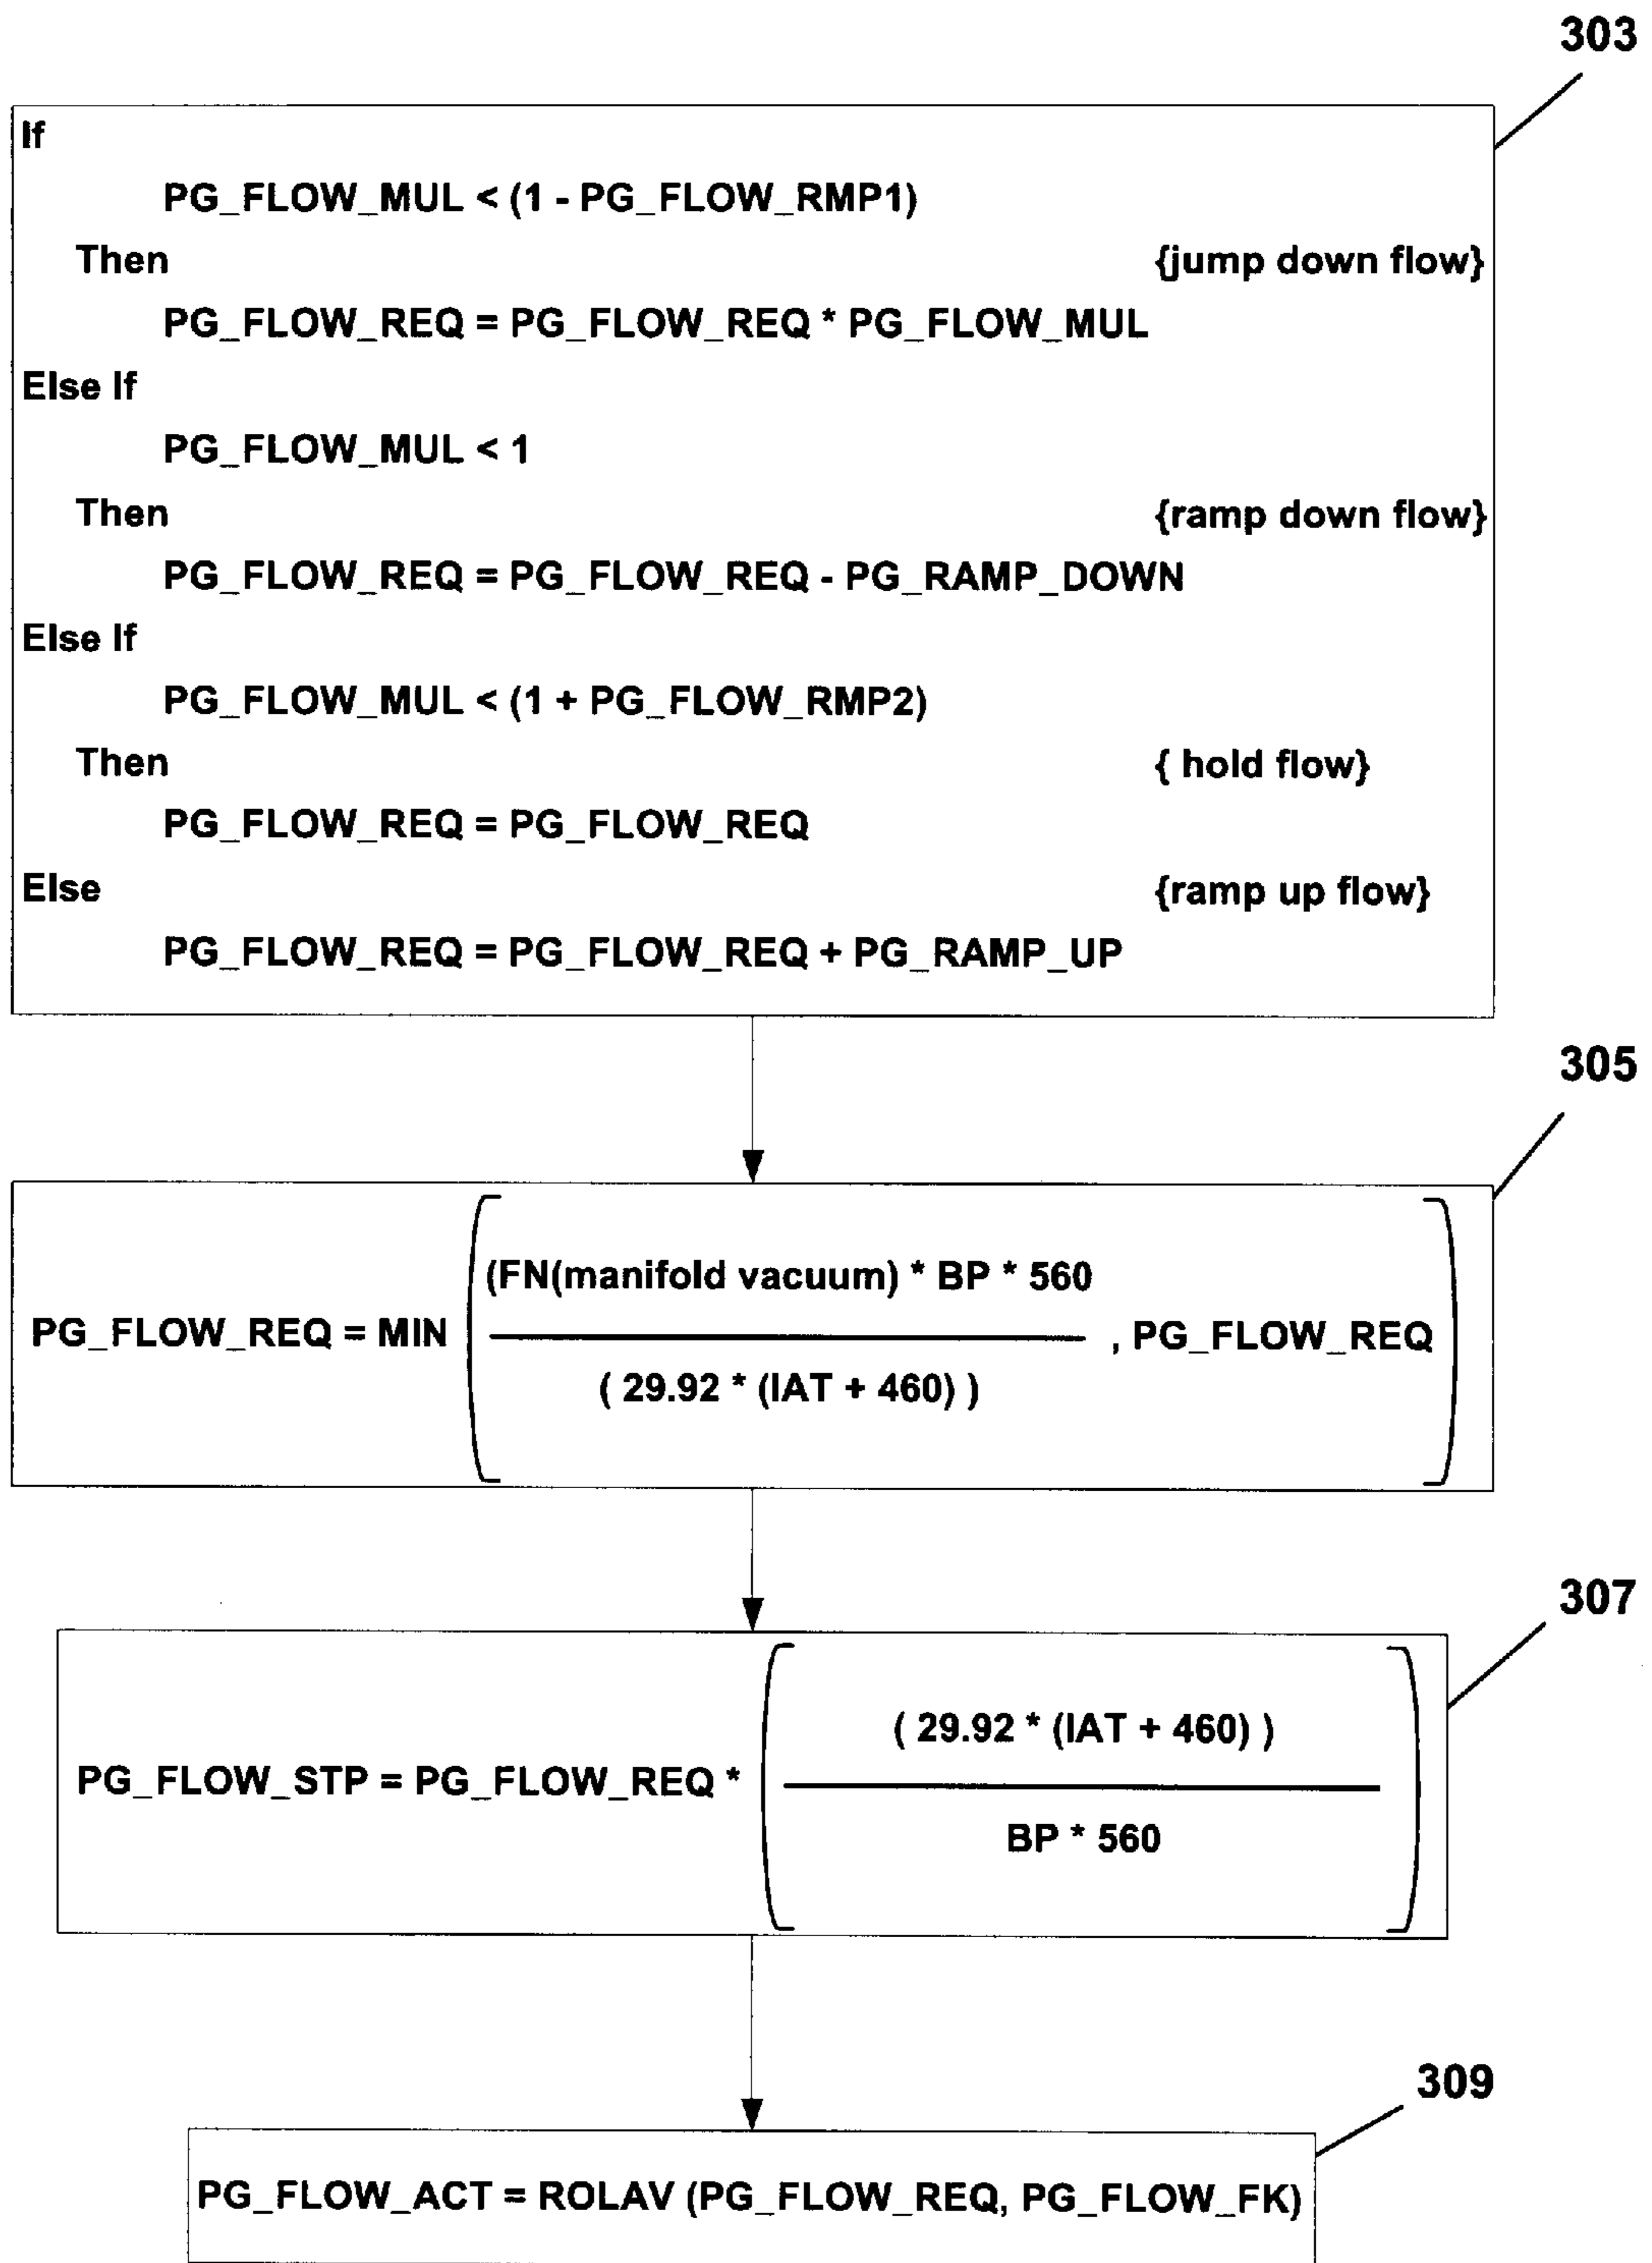 303
If
PG_FLOW_MUL < (1 - PG_FLOW_RMP1)
Then {jump down flow}
PG_FLOW_REQ = PG_FLOW_REQ * PG_FLOW_MUL
Else If
PG_FLOW_MUL < 1
Then {ramp down flow}
PG_FLOW_REQ = PG_FLOW_REQ - PG_RAMP_DOWN
Else If
PG_FLOW_MUL < (1 + PG_FLOW_RMP2)
Then { hold flow}
PG_FLOW_REQ = PG_FLOW_REQ
Else {ramp up flow}
PG_FLOW_REQ = PG_FLOW_REQ + PG_RAMP_UP
305
(FN(manifold vacuum) * BP * 560
PG_FLOW_REQ = MIN , PG_FLOW_REQ
( 29.92 * (IAT + 460) )
307
( 29.92 * (IAT + 460) )
PG_FLOW_STP = PG_FLOW_REQ *
BP * 560
309
PG_FLOW_ACT = ROLAV (PG_FLOW_REQ, PG_FLOW_FK)